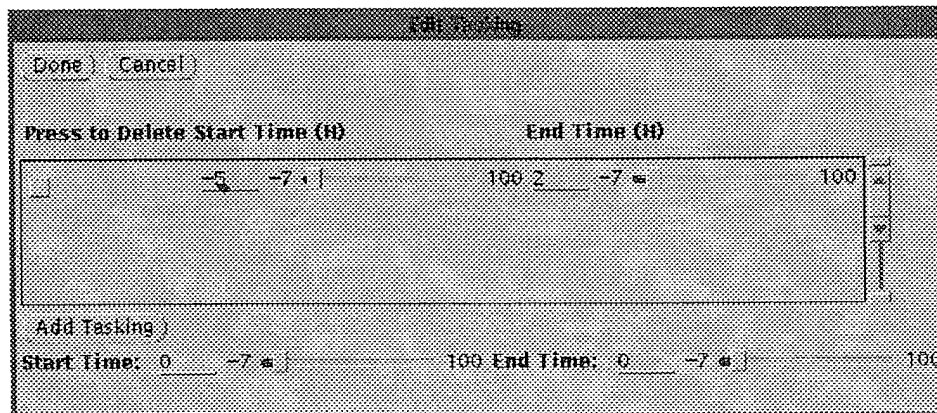 Edit Tasking
Done Cancel
Press to Delete Start Time (H) End Time (H)
-5 -7 100 2 -7 100
Add Tasking
Start Time: 0 -7 100 End Time: 0 -7 100